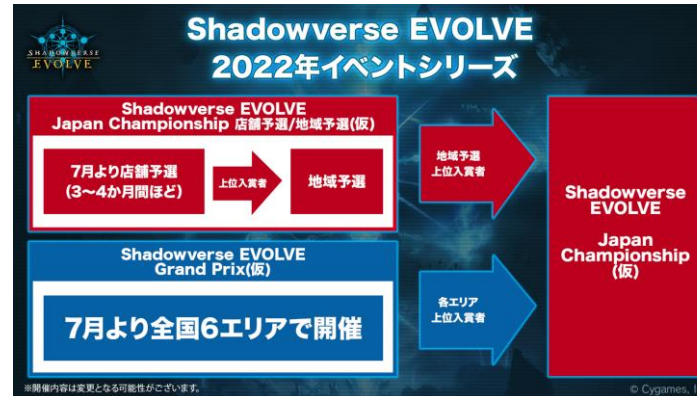 SHADOWVERSE
EVOLVE
Shadowverse EVOLVE
2022年イベントシリーズ
Shadowverse EVOLVE
Japan Championship 店舗予選/地域予選(仮)
7月より店舗予選
(3〜4か月間ほど)
上位入賞者
地域予選
地域予選
上位入賞者
Shadowverse EVOLVE
Grand Prix(仮)
7月より全国6エリアで開催
各エリア
上位入賞者
Shadowverse
EVOLVE
Japan
Championship
(仮)
※開催内容は変更となる可能性がございます。
© Cygames, I